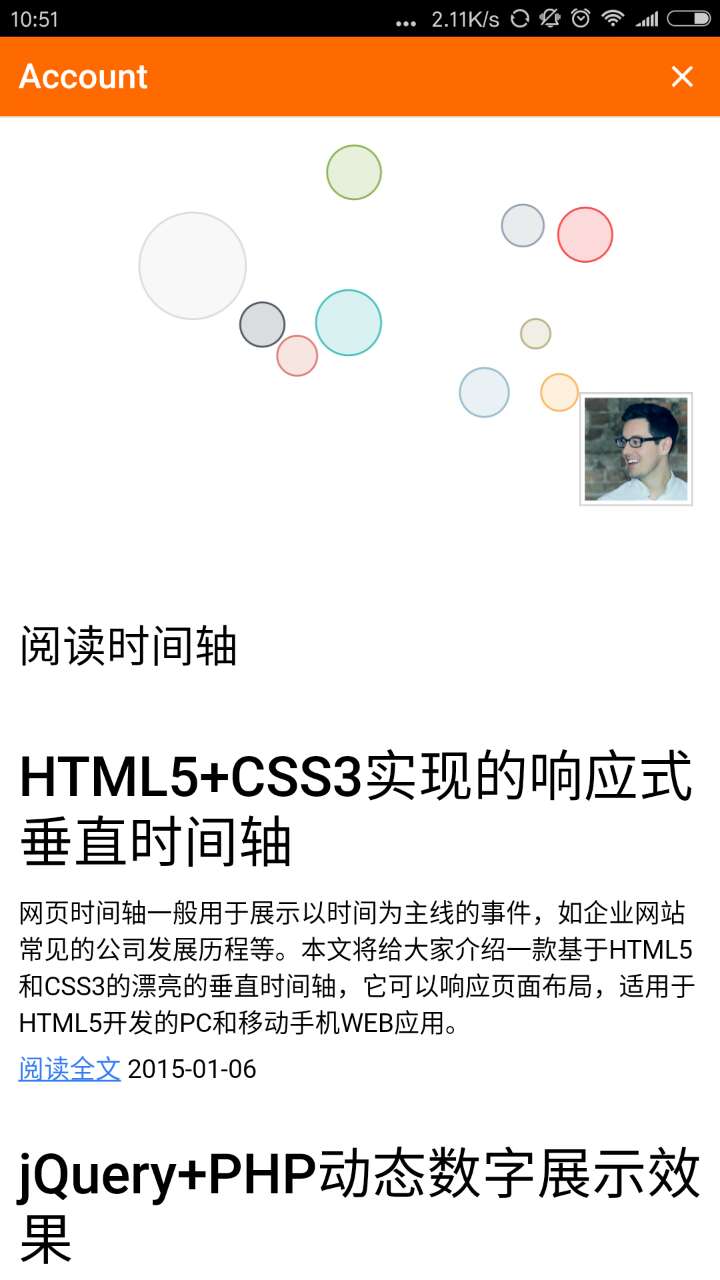 10:51
... 2.11K/s
Account
阅读时间轴
HTML5+CSS3实现的响应式
垂直时间轴
网页时间轴一般用于展示以时间为主线的事件，如企业网站
常见的公司发展历程等。本文将给大家介绍一款基于HTML5
和CSS3的漂亮的垂直时间轴，它可以响应页面布局，适用于
HTML5开发的PC和移动手机WEB应用。
阅读全文 2015-01-06
jQuery+PHP动态数字展示效
果